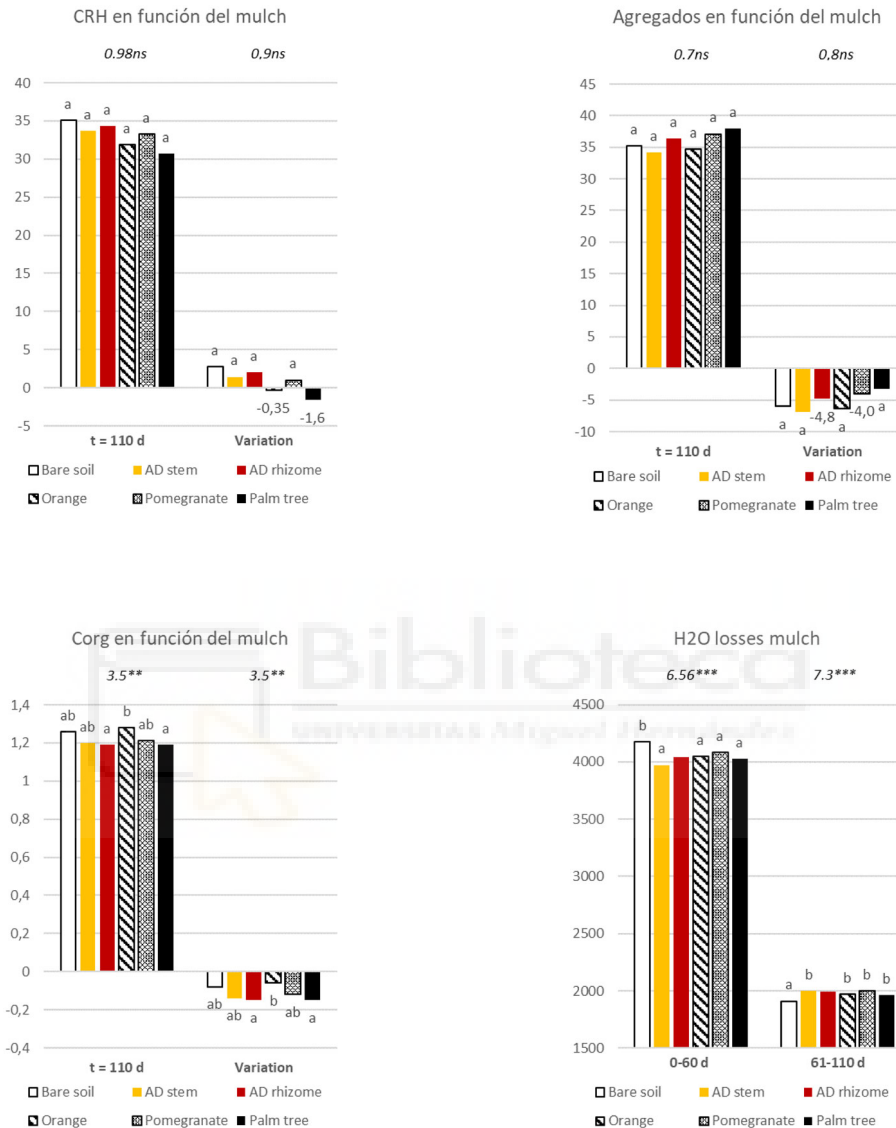 CRH en función del mulch
0.98ns 0,9ns
40
35
30
25
20
15
10
5
0
-5
a a a a a a
a a a -0,35 a -1,6
t = 110 d Variation
Bare soil AD stem AD rhizome
Orange Pomegranate Palm tree
Agregados en función del mulch
0.7ns 0,8ns
45
40
35
30
25
20
15
10
5
0
-5
-10
a a a a a a
a a -4,8 a -4,0 a
t = 110 d Variation
Bare soil AD stem AD rhizome
Orange Pomegranate Palm tree
Biblioteca
UNIVERSITAS Miguel Hernández
Corg en función del mulch
3.5** 3.5**
1,4
1,2
1
0,8
0,6
0,4
0,2
0
-0,2
-0,4
ab ab a b ab a
ab ab a b ab a
t = 110 d Variation
Bare soil AD stem AD rhizome
Orange Pomegranate Palm tree
H2O losses mulch
6.56*** 7.3***
4500
4000
3500
3000
2500
2000
1500
b a a a a
a b b b b
0-60 d 61-110 d
Bare soil AD stem AD rhizome
Orange Pomegranate Palm tree